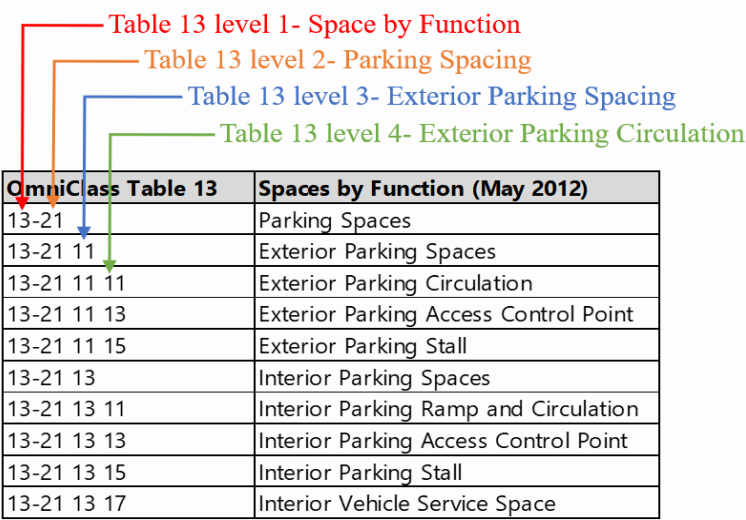 Table 13 level 1- Space by Function
Table 13 level 2- Parking Spacing
Table 13 level 3- Exterior Parking Spacing
Table 13 level 4- Exterior Parking Circulation
OmniClass Table 13 Spaces by Function (May 2012)
13-21 Parking Spaces
13-21 11 Exterior Parking Spaces
13-21 11 11 Exterior Parking Circulation
13-21 11 13 Exterior Parking Access Control Point
13-21 11 15 Exterior Parking Stall
13-21 13 Interior Parking Spaces
13-21 13 11 Interior Parking Ramp and Circulation
13-21 13 13 Interior Parking Access Control Point
13-21 13 15 Interior Parking Stall
13-21 13 17 Interior Vehicle Service Space